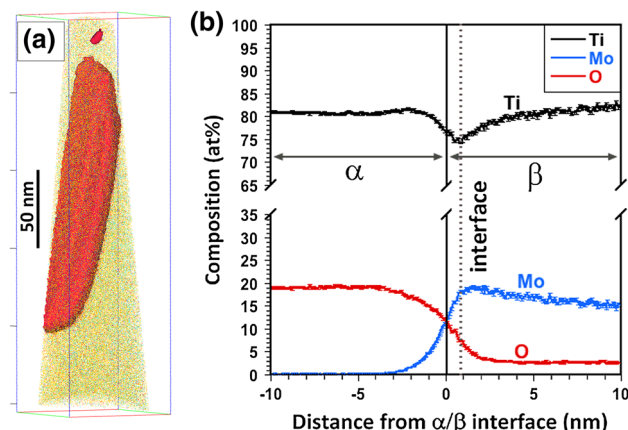 (a)
50 nm
(b)
Composition (at%)
100
95
90
85
80
75
70
65
35
30
25
20
15
10
5
0
Ti
Mo
O
Ti
α
β
interface
Mo
O
-10
-5
0
5
10
Distance from α/β interface (nm)